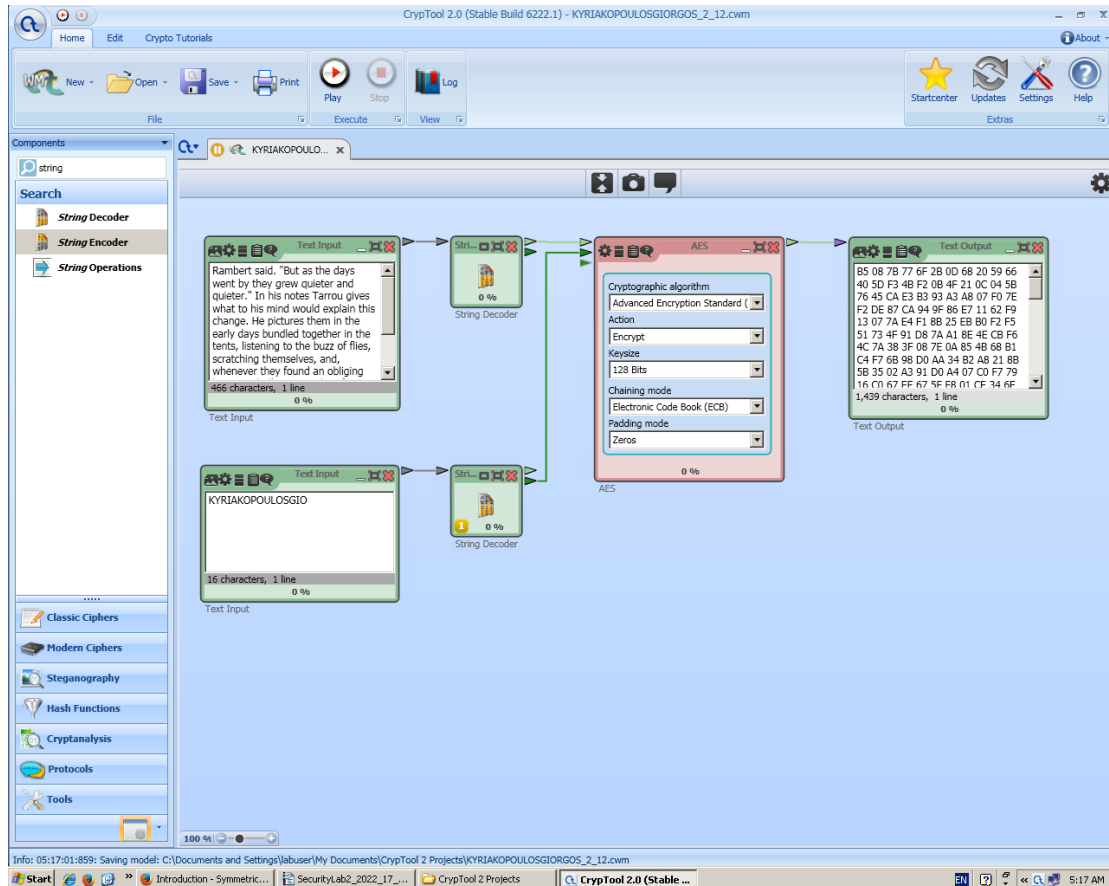 CrypTool 2.0 (Stable Build 6222.1) - KYRIAKOPOULOSGIORGOS_2_12.cwm
Home Edit Crypto Tutorials
About
New Open Save Print Play Stop Log Startcenter Updates Settings Help
File Execute View Extras
Components
string
Search
String Decoder
String Encoder
String Operations
Classic Ciphers
Modern Ciphers
Steganography
Hash Functions
Cryptanalysis
Protocols
Tools
KYRIAKOPOULO...
Text Input
Rambert said. "But as the days
went by they grew quieter and
quieter." In his notes Tarrou gives
what to his mind would explain this
change. He pictures them in the
early days bundled together in the
tents, listening to the buzz of flies,
scratching themselves, and,
whenever they found an obliging
466 characters, 1 line
0 %
Text Input
Stri...
0 %
String Decoder
AES
Cryptographic algorithm
Advanced Encryption Standard (
Action
Encrypt
Keysize
128 Bits
Chaining mode
Electronic Code Book (ECB)
Padding mode
Zeros
0 %
AES
Text Output
B5 08 7B 77 6F 2B 0D 68 20 59 66
40 5D F3 4B F2 0B 4F 21 0C 04 5B
76 45 CA E3 B3 93 A3 A8 07 F0 7E
F2 DE 87 CA 94 9F 86 E7 11 62 F9
13 07 7A E4 F1 8B 25 EB B0 F2 F5
51 73 4F 91 D8 7A A1 8E 4E CB F6
4C 7A 38 3F 08 7E 0A 85 4B 68 B1
C4 F7 6B 98 D0 AA 34 B2 A8 21 8B
5B 35 02 A3 91 D0 A4 07 C0 F7 79
16 C0 67 EE 67 5F FB 01 CF 34 6F
1,439 characters, 1 line
0 %
Text Output
Text Input
KYRIAKOPOULOSGIO
16 characters, 1 line
0 %
Text Input
Stri...
1
0 %
String Decoder
100 %
Info: 05:17:01:859: Saving model: C:\Documents and Settings\labuser\My Documents\CrypTool 2 Projects\KYRIAKOPOULOSGIORGOS_2_12.cwm
Start Introduction - Symmetric... SecurityLab2_2022_17_... CrypTool 2 Projects CrypTool 2.0 (Stable ... EN 5:17 AM